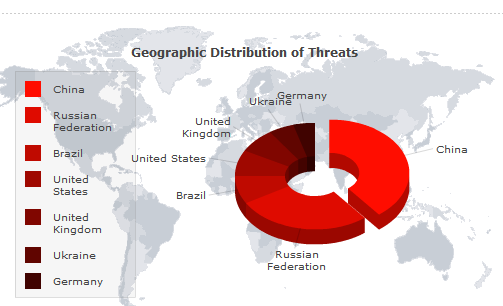 Geographic Distribution of Threats
China
Russian
Federation
Brazil
United
States
United
Kingdom
Ukraine
Germany
Germany
Ukraine
United
Kingdom
United States
Brazil
Russian
Federation
China